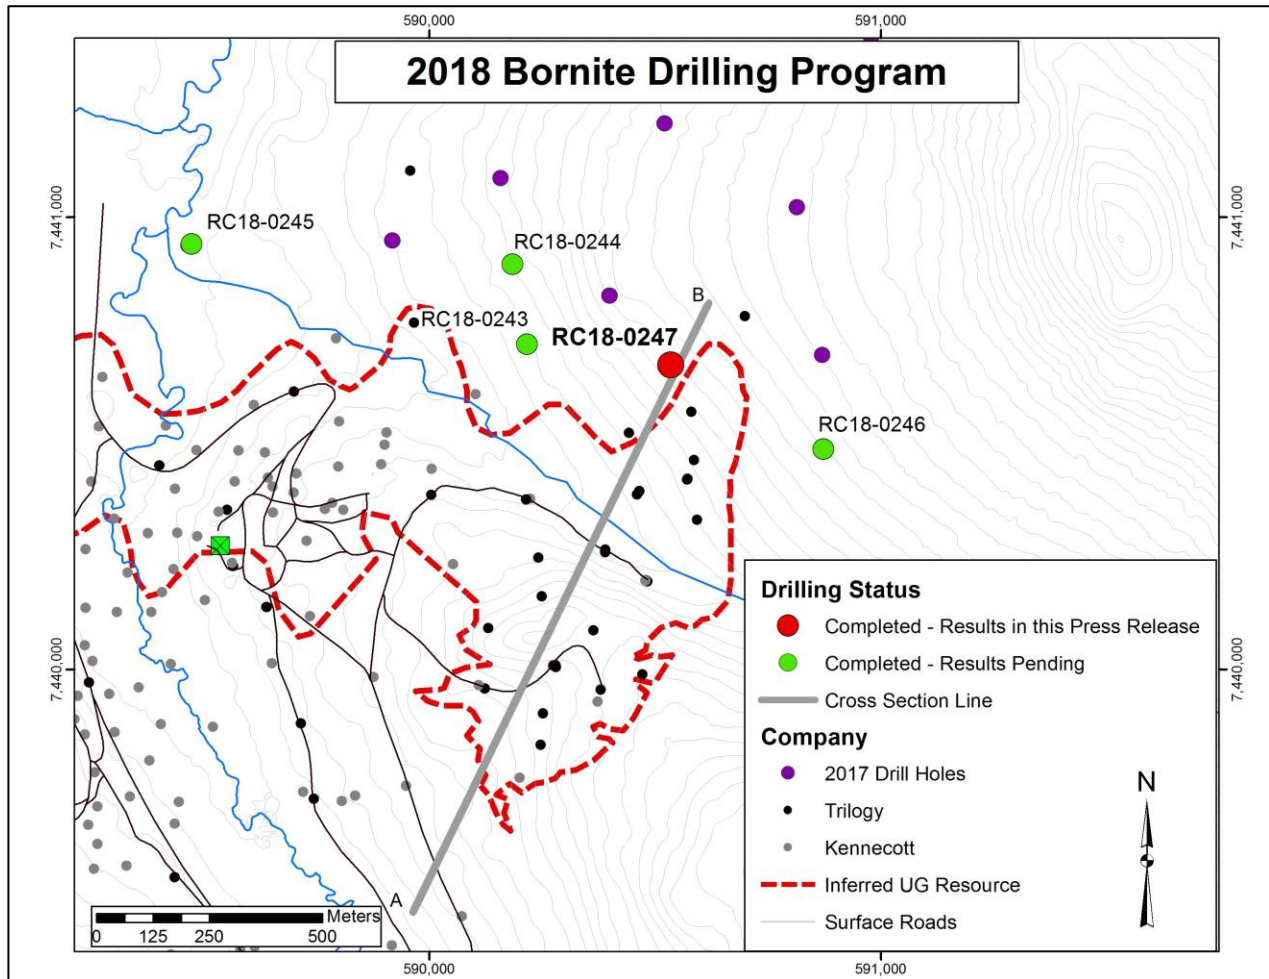 590,000
591,000
2018 Bornite Drilling Program
7,441,000
7,441,000
RC18-0245
RC18-0244
B
RC18-0243
RC18-0247
RC18-0246
Drilling Status
Completed - Results in this Press Release
Completed - Results Pending
Cross Section Line
Company
2017 Drill Holes
Trilogy
Kennecott
Inferred UG Resource
Surface Roads
N
7,440,000
7,440,000
A
Meters
0 125 250 500
590,000
591,000